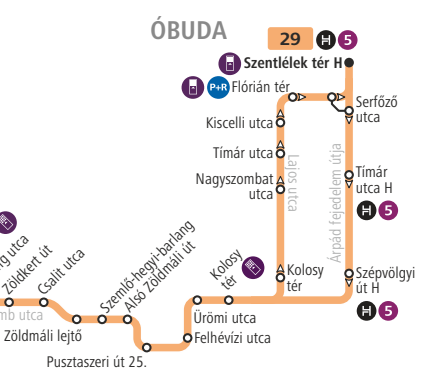 ÓBUDA
29 H 5
Szentlélek tér H
P+R Flórián tér
Serfőző
utca
Kiscelli utca
Tímár utca
Tímár
utca H
H 5
Nagyszombat
utca
Lajos utca
Árpád fejedelem útja
utca
Zöldkert út
Csalit utca
Szemlő-hegyi-barlang
Alsó Zöldmáli út
Kolosy
tér
Kolosy
tér
Szépvölgyi
út H
H 5
utca
Ürömi utca
Zöldmáli lejtő
Felhévízi utca
Pusztaszeri út 25.